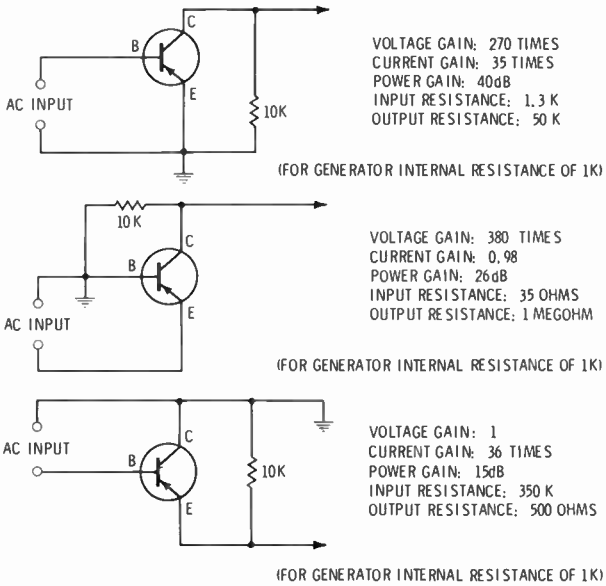 C
B
E
AC INPUT
10K
VOLTAGE GAIN: 270 TIMES
CURRENT GAIN: 35 TIMES
POWER GAIN: 40dB
INPUT RESISTANCE: 1.3 K
OUTPUT RESISTANCE: 50 K
(FOR GENERATOR INTERNAL RESISTANCE OF 1K)
10K
C
B
E
AC INPUT
VOLTAGE GAIN: 380 TIMES
CURRENT GAIN: 0.98
POWER GAIN: 26dB
INPUT RESISTANCE: 35 OHMS
OUTPUT RESISTANCE: 1 MEGOHM
(FOR GENERATOR INTERNAL RESISTANCE OF 1K)
C
B
E
AC INPUT
10K
VOLTAGE GAIN: 1
CURRENT GAIN: 36 TIMES
POWER GAIN: 15dB
INPUT RESISTANCE: 350 K
OUTPUT RESISTANCE: 500 OHMS
(FOR GENERATOR INTERNAL RESISTANCE OF 1K)